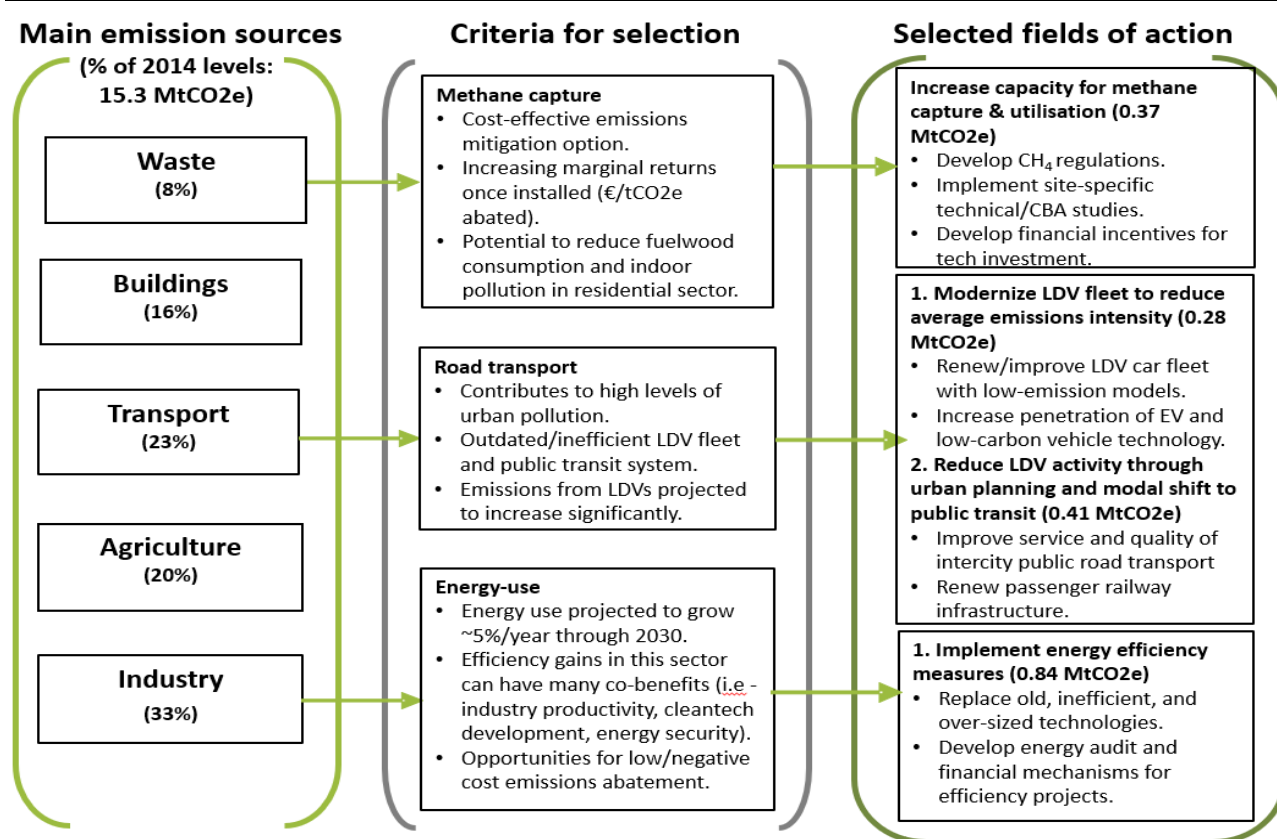 Main emission sources
(% of 2014 levels:
15.3 MtCO2e)
Waste
(8%)
Buildings
(16%)
Transport
(23%)
Agriculture
(20%)
Industry
(33%)
Criteria for selection
Methane capture
• Cost-effective emissions
mitigation option.
• Increasing marginal returns
once installed (€/tCO2e
abated).
• Potential to reduce fuelwood
consumption and indoor
pollution in residential sector.
Road transport
• Contributes to high levels of
urban pollution.
• Outdated/inefficient LDV fleet
and public transit system.
• Emissions from LDVs projected
to increase significantly.
Energy-use
• Energy use projected to grow
~5%/year through 2030.
• Efficiency gains in this sector
can have many co-benefits (i.e -
industry productivity, cleantech
development, energy security).
• Opportunities for low/negative
cost emissions abatement.
Selected fields of action
Increase capacity for methane
capture & utilisation (0.37
MtCO2e)
• Develop CH₄ regulations.
• Implement site-specific
technical/CBA studies.
• Develop financial incentives for
tech investment.
1. Modernize LDV fleet to reduce
average emissions intensity (0.28
MtCO2e)
• Renew/improve LDV car fleet
with low-emission models.
• Increase penetration of EV and
low-carbon vehicle technology.
2. Reduce LDV activity through
urban planning and modal shift to
public transit (0.41 MtCO2e)
• Improve service and quality of
intercity public road transport
• Renew passenger railway
infrastructure.
1. Implement energy efficiency
measures (0.84 MtCO2e)
• Replace old, inefficient, and
over-sized technologies.
• Develop energy audit and
financial mechanisms for
efficiency projects.